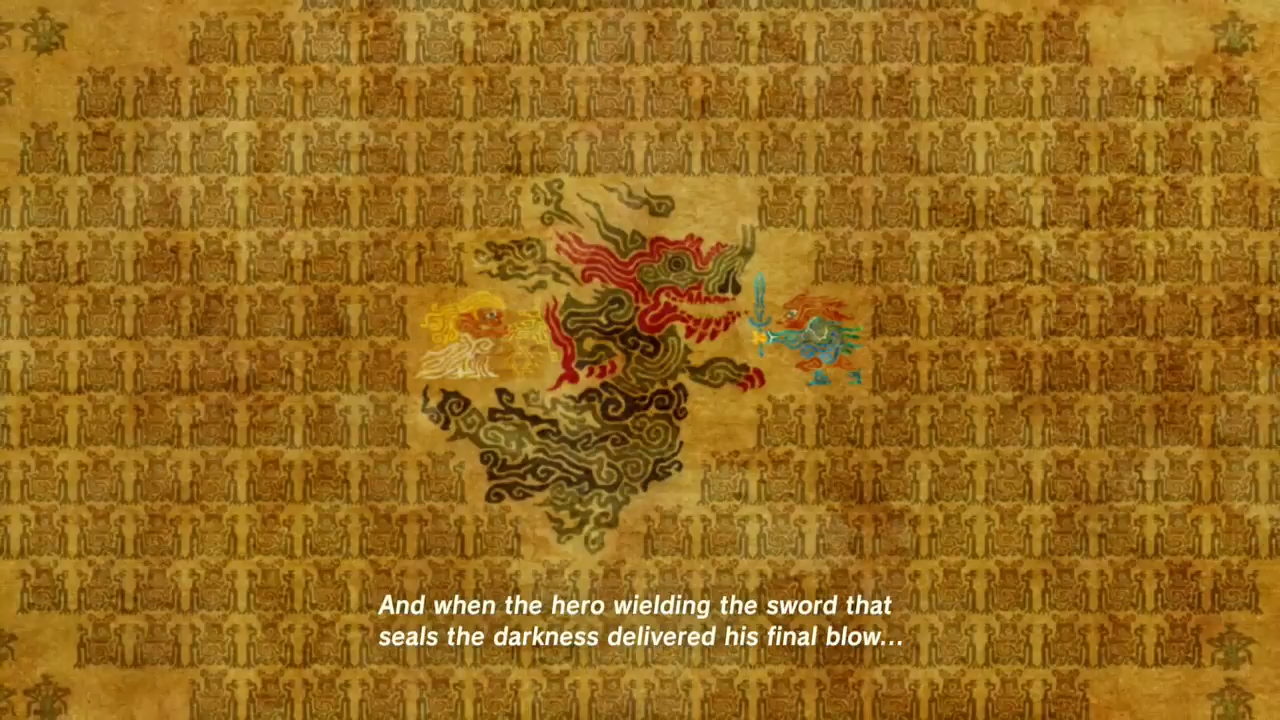 And when the hero wielding the sword that
seals the darkness delivered his final blow...